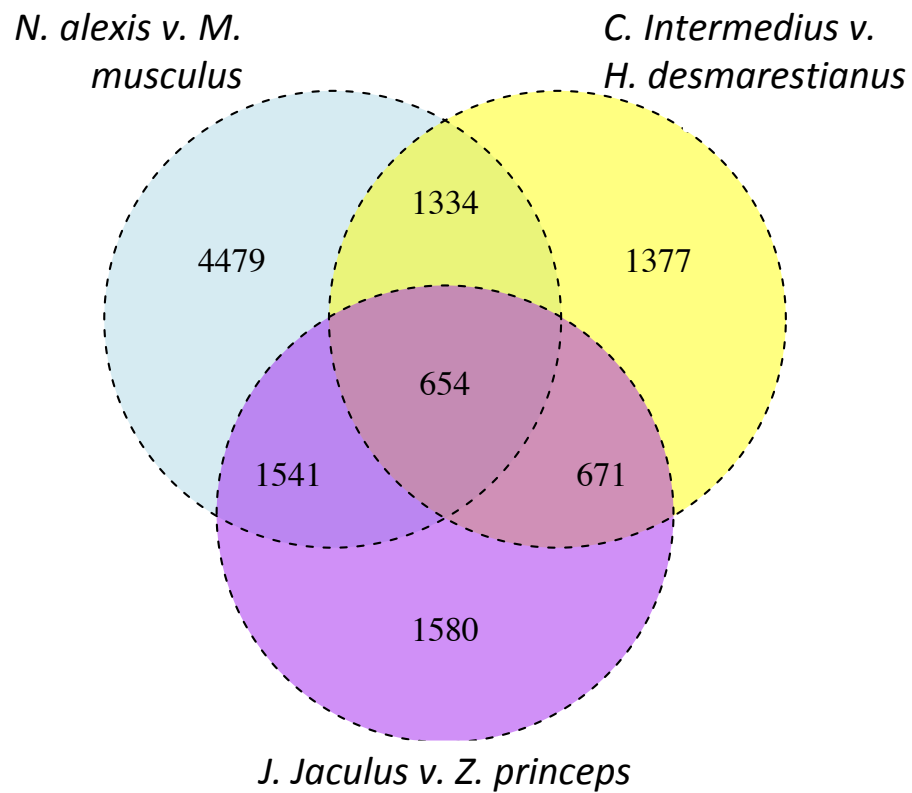 N. alexis v. M.
musculus
C. Intermedius v.
H. desmarestianus
1334
4479
1377
654
1541
671
1580
J. Jaculus v. Z. princeps